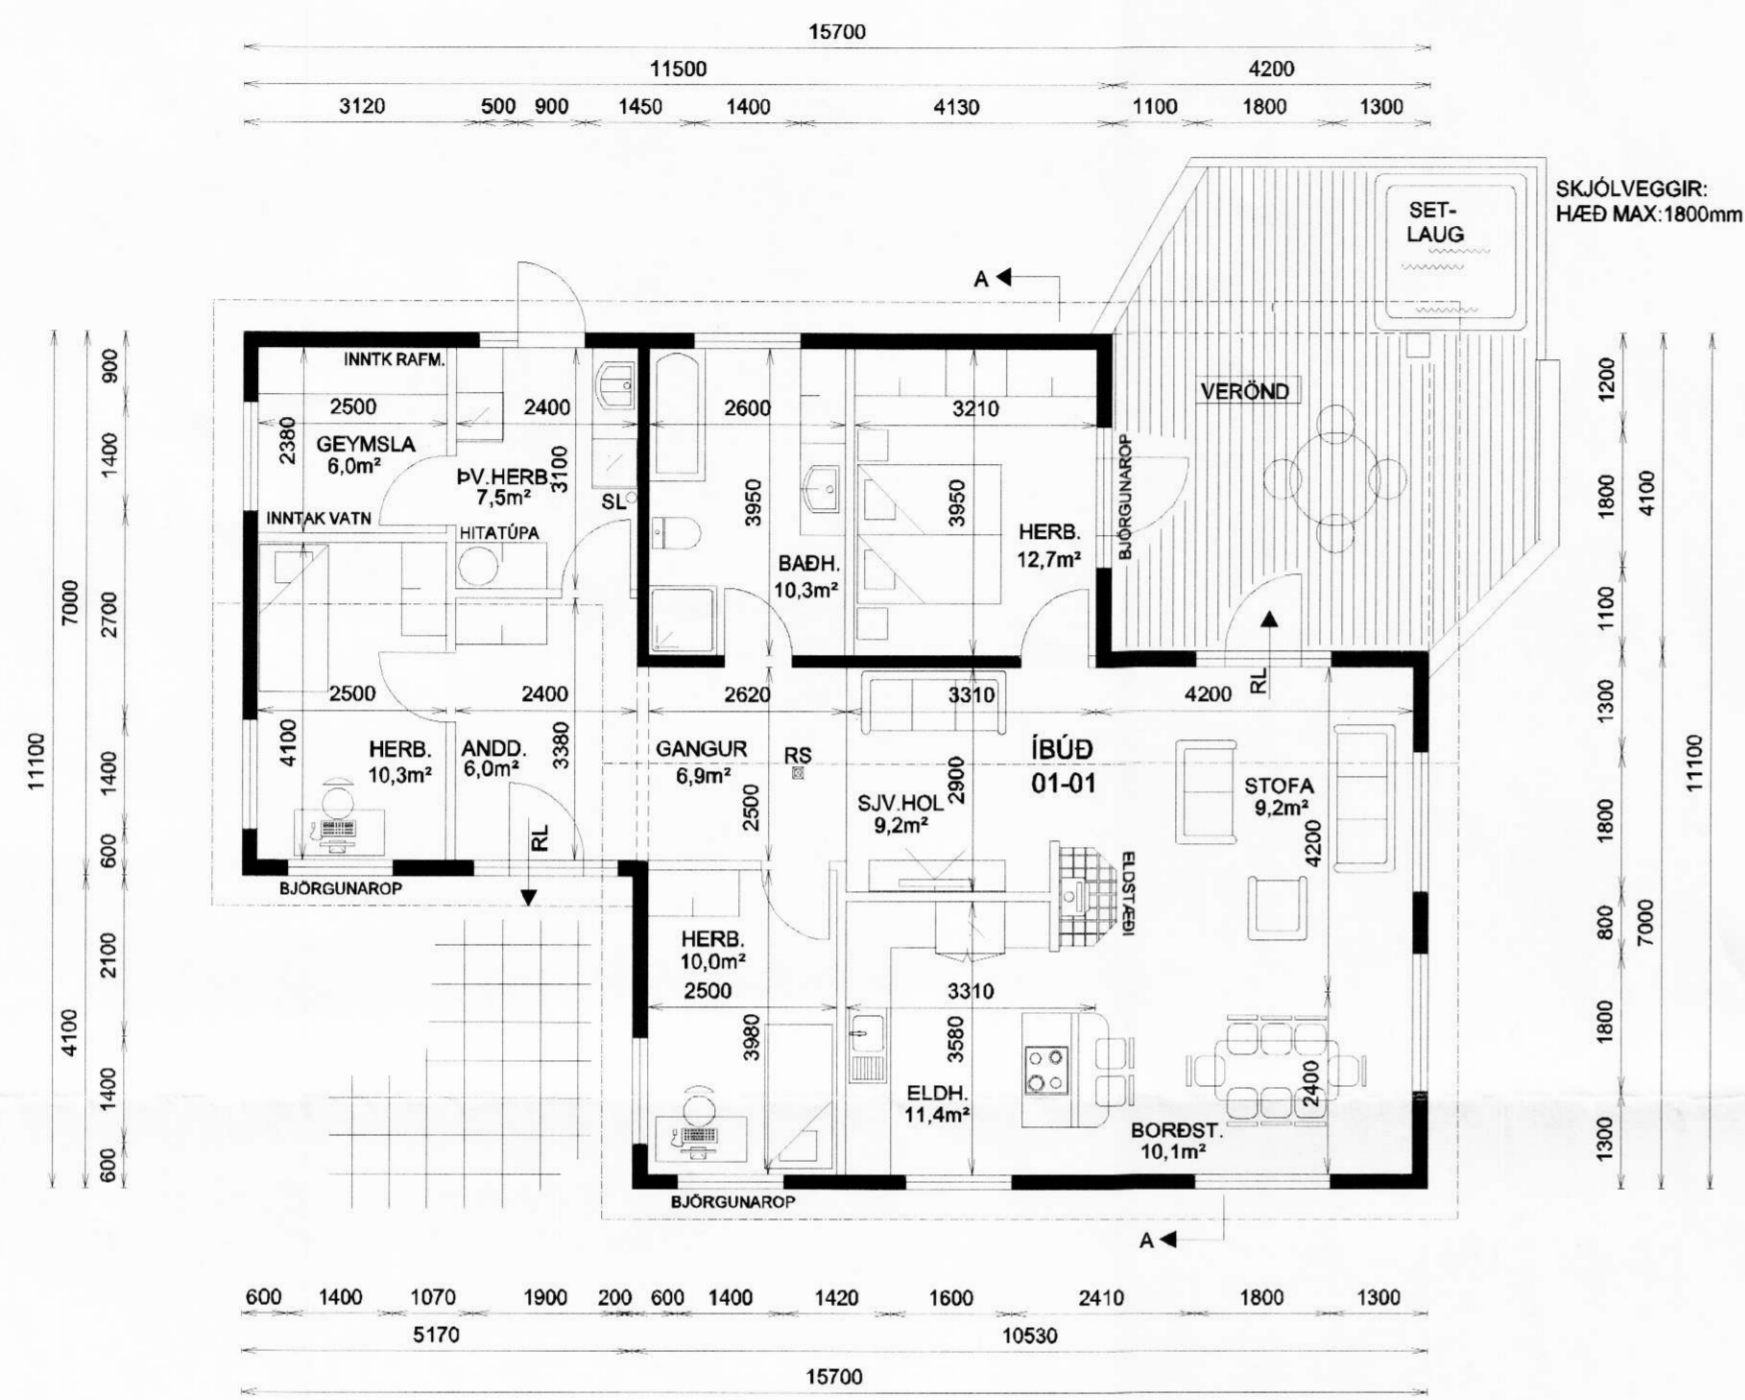 15700
11500 4200
3120 500 900 1450 1400 4130 1100 1800 1300
SKJÓLVEGGIR:
HÆÐ MAX:1800mm
SET-
LAUG
A
INNTK RAFM.
2500 2400 2600 3210
VERÖND
2380
GEYMSLA
6,0m²
ÞV.HERB.
7,5m²
3100
SL
3950
3950
BJÖRGUNAROP
INNTAK VATN
HITATÚPA
HERB.
12,7m²
BAÐH.
10,3m²
2500 2400 2620 3310 4200
RL
4100
HERB.
10,3m²
ANDD.
6,0m²
3380
GANGUR
6,9m²
RS
2500
2900
ÍBÚÐ
01-01
SJV.HOL
9,2m²
STOFA
9,2m²
4200
RL
ELDSTÆÐI
BJÖRGUNAROP
HERB.
10,0m²
2500 3310
3980
3580
2400
ELDH.
11,4m²
BORÐST.
10,1m²
BJÖRGUNAROP
A
11100
7000
4100
900
1400
2700
1400
600
2100
1400
600
1200
1800
1100
1300
1800
800
1800
1300
4100
7000
11100
600 1400 1070 1900 200 600 1400 1420 1600 2410 1800 1300
5170 10530
15700